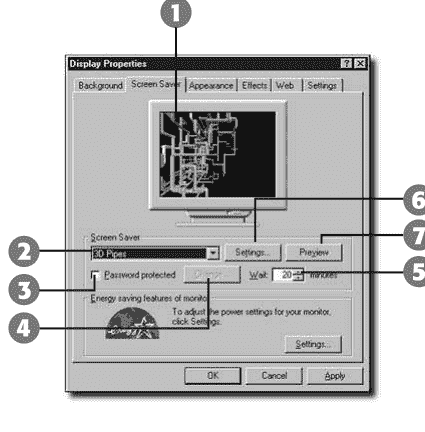 1
Display Properties
Background Screen Saver Appearance Effects Web Settings
6
7
Screen Saver
2
3D Pipes Settings... Preview
3
Password protected Change... Wait: 20 minutes
5
4
Energy saving features of monitor
To adjust the power settings for your monitor,
click Settings.
Settings...
OK Cancel Apply